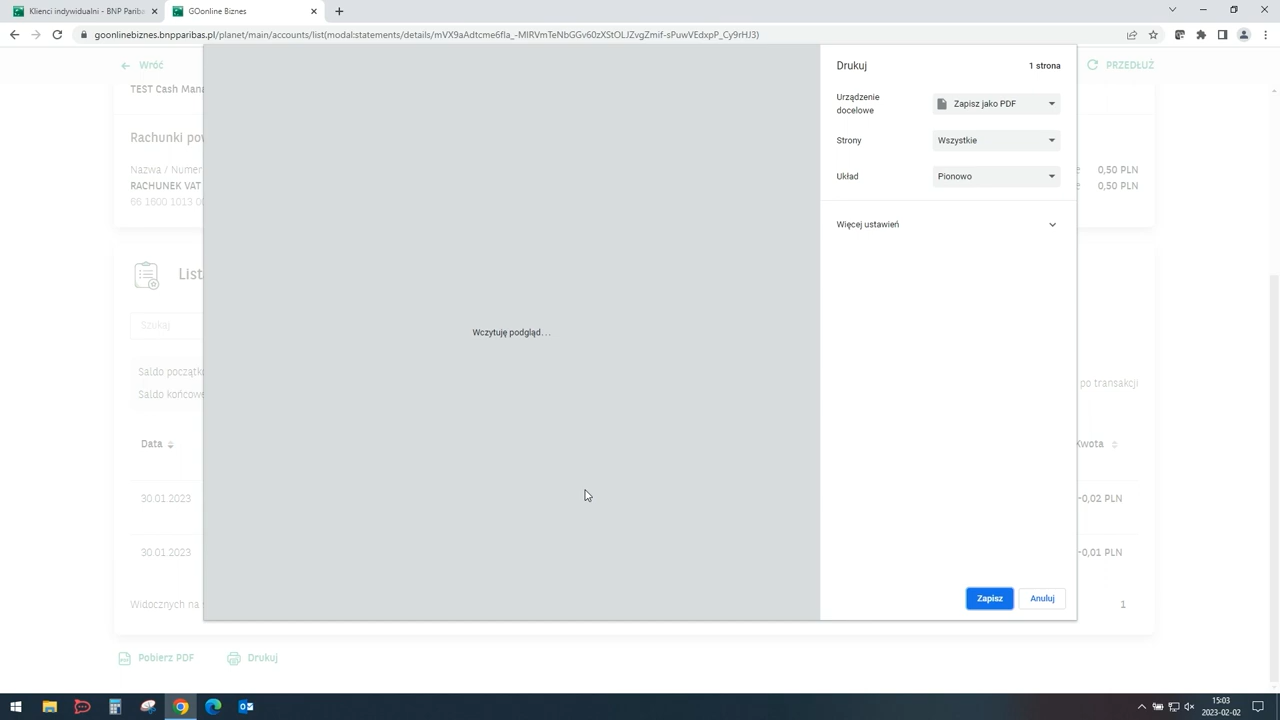 Klienci indywidualni - BNP Pariba
GOonline Biznes
goonlinebiznes.bnpparibas.pl/planet/main/accounts/list(modal:statements/details/mVX9aAdtcme6fla_-MIRVmTeNbGGv60zXStOLJZvgZmif-sPuwVEdxpP_Cy9rHJ3)
Wróć
PRZEDŁUŻ
TEST Cash Mana
Rachunki pow
Nazwa / Numer
0,50 PLN
RACHUNEK VAT
0,50 PLN
66 1600 1013 00
List
Szukaj
Saldo początk
po transakcji
Saldo końcowe
Data
Kwota
30.01.2023
-0,02 PLN
30.01.2023
-0,01 PLN
Widocznych na
1
Pobierz PDF
Drukuj
Wczytuję podgląd...
Drukuj
1 strona
Urządzenie
docelowe
Zapisz jako PDF
Strony
Wszystkie
Układ
Pionowo
Więcej ustawień
Zapisz
Anuluj
15:03
2023-02-02